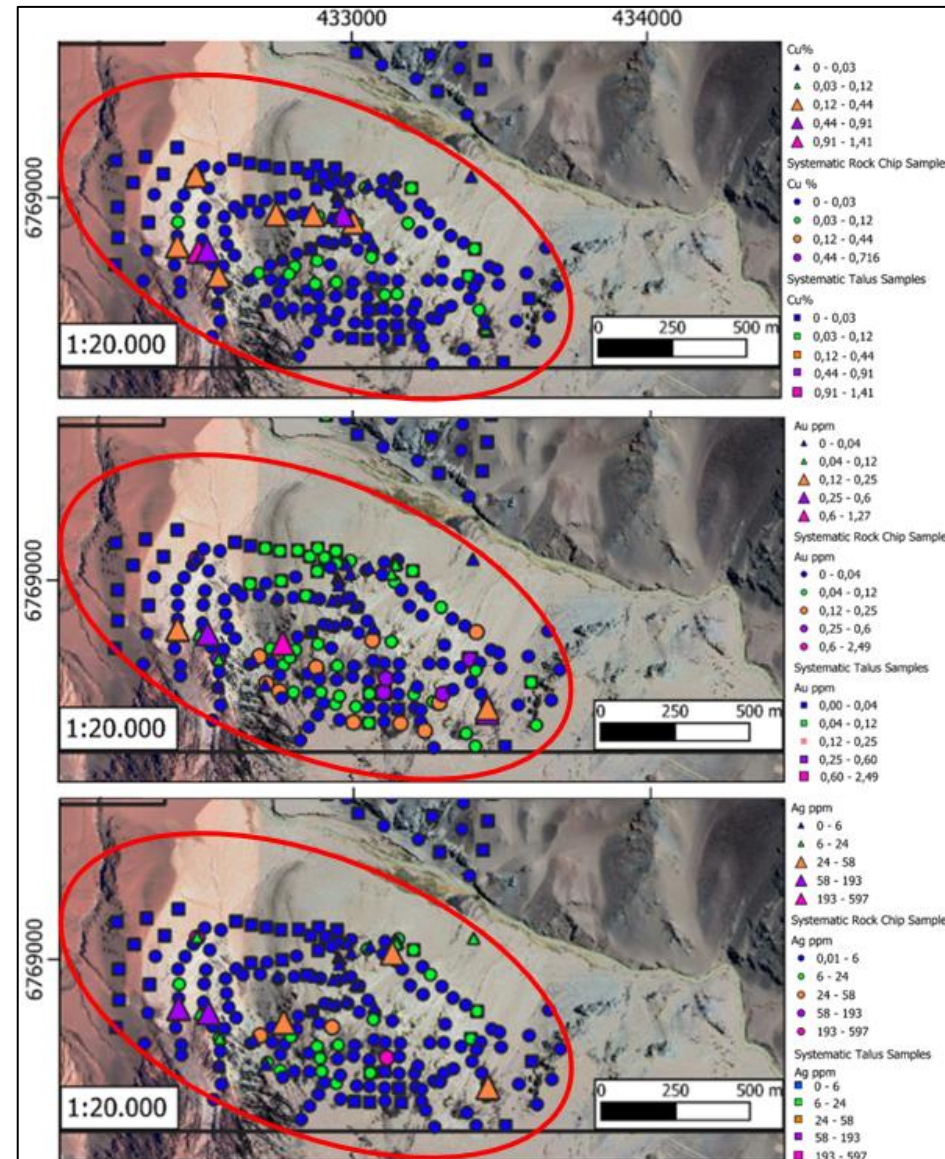 433000 434000
Cu%
0 - 0,03
0,03 - 0,12
0,12 - 0,44
0,44 - 0,91
0,91 - 1,41
Systematic Rock Chip Sample
Cu %
0 - 0,03
0,03 - 0,12
0,12 - 0,44
0,44 - 0,716
Systematic Talus Samples
Cu%
0 - 0,03
0,03 - 0,12
0,12 - 0,44
0,44 - 0,91
0,91 - 1,41
6769000
1:20.000
0 250 500 m
Au ppm
0 - 0,04
0,04 - 0,12
0,12 - 0,25
0,25 - 0,6
0,6 - 1,27
Systematic Rock Chip Sample
Au ppm
0 - 0,04
0,04 - 0,12
0,12 - 0,25
0,25 - 0,6
0,6 - 2,49
Systematic Talus Samples
Au ppm
0,00 - 0,04
0,04 - 0,12
0,12 - 0,25
0,25 - 0,60
0,60 - 2,49
6769000
1:20.000
0 250 500 m
Ag ppm
0 - 6
6 - 24
24 - 58
58 - 193
193 - 597
Systematic Rock Chip Sample
Ag ppm
0,01 - 6
6 - 24
24 - 58
58 - 193
193 - 597
Systematic Talus Samples
Ag ppm
0 - 6
6 - 24
24 - 58
58 - 193
193 - 597
6769000
1:20.000
0 250 500 m